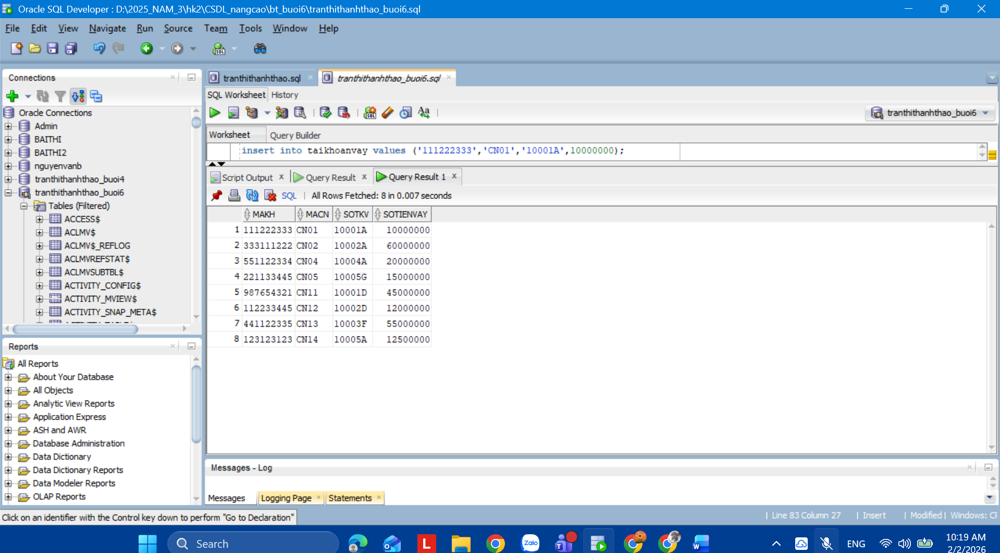 Oracle SQL Developer : D:\2025_NAM_3\hk2\CSDL_nangcao\bt_buoi6\tranthithanhthao_buoi6.sql
File Edit View Navigate Run Source Team Tools Window Help
Connections
Oracle Connections
Admin
BAITHI
BAITHI2
nguyenvanb
tranthithanhthao_buoi4
tranthithanhthao_buoi6
Tables (Filtered)
ACCESS$
ACLMV$
ACLMV$_REFLOG
ACLMVREFSTAT$
ACLMVSUBTBL$
ACTIVITY_CONFIG$
ACTIVITY_MVIEW$
ACTIVITY_SNAP_META$
Reports
All Reports
About Your Database
All Objects
Analytic View Reports
Application Express
ASH and AWR
Database Administration
Data Dictionary
Data Dictionary Reports
Data Modeler Reports
OLAP Reports
tranthithanhthao.sql tranthithanhthao_buoi6.sql
SQL Worksheet History
tranthithanhthao_buoi6
Worksheet Query Builder
insert into taikhoanvay values ('111222333','CN01','10001A',10000000);
Script Output Query Result Query Result 1
SQL All Rows Fetched: 8 in 0.007 seconds
MAKH MACN SOTKV SOTIENVAY
1 111222333 CN01 10001A 10000000
2 333111222 CN02 10002A 60000000
3 551122334 CN04 10004A 20000000
4 221133445 CN05 10005G 15000000
5 987654321 CN11 10001D 45000000
6 112233445 CN12 10002D 12000000
7 441122335 CN13 10003F 55000000
8 123123123 CN14 10005A 12500000
Messages - Log
Messages Logging Page Statements
Click on an identifier with the Control key down to perform "Go to Declaration"
Line 83 Column 27 | Insert | Modified | Windows: CF
Search
Zalo
ENG
10:19 AM
2/2/2026